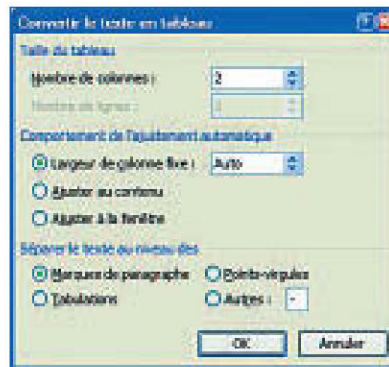 Convertir le texte en tableau
Taille du tableau
Nombre de colonnes : 2
Nombre de lignes :
Comportement de l'ajustement automatique
Largeur de colonne fixe : Auto
Ajuster au contenu
Ajuster à la fenêtre
Séparer le texte au niveau des
Marques de paragraphe Points-virgules
Tabulations Autres : -
OK Annuler